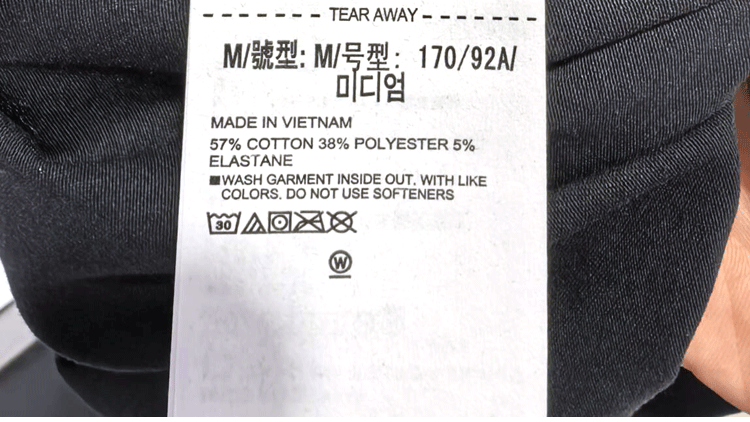 TEAR AWAY
M/號型: M/号型: 170/92A/
미디엄
MADE IN VIETNAM
57% COTTON 38% POLYESTER 5%
ELASTANE
WASH GARMENT INSIDE OUT. WITH LIKE
COLORS. DO NOT USE SOFTENERS
30
W